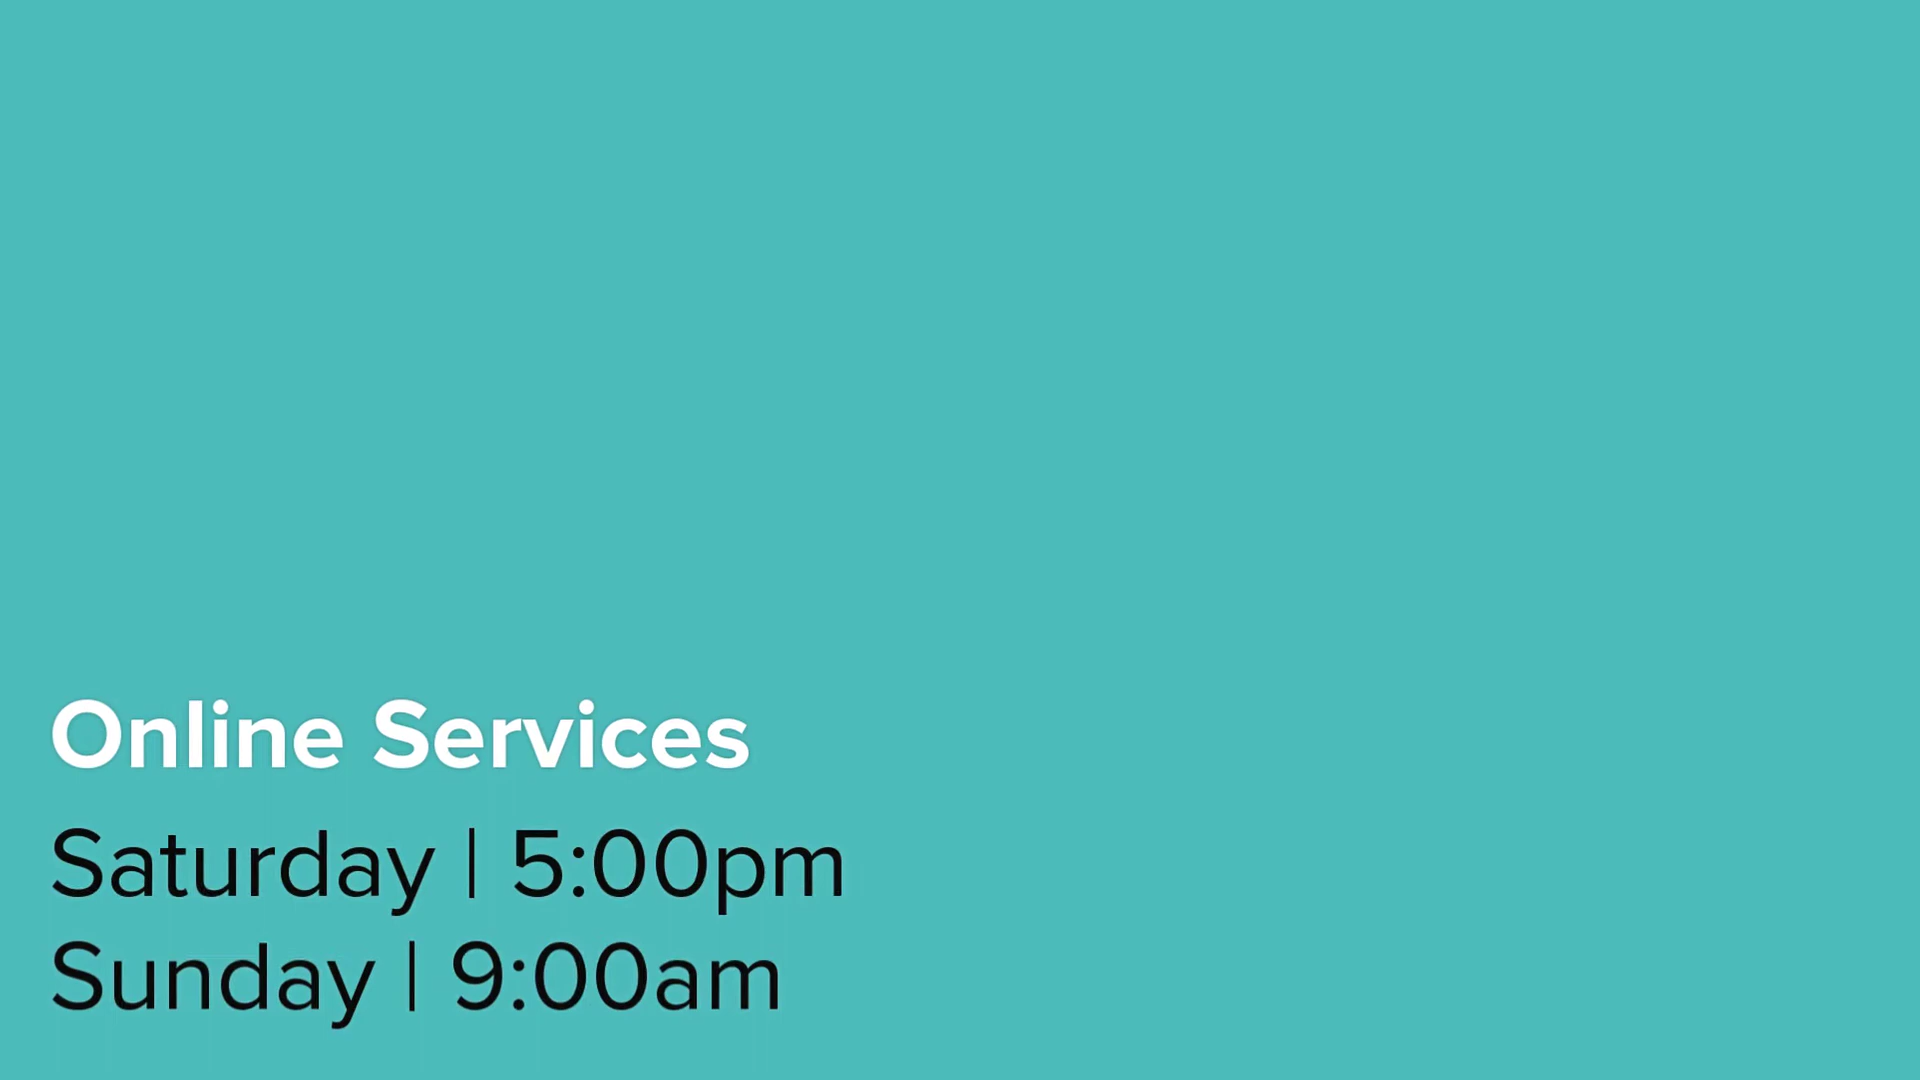 Online Services
Saturday | 5:00pm
Sunday | 9:00am